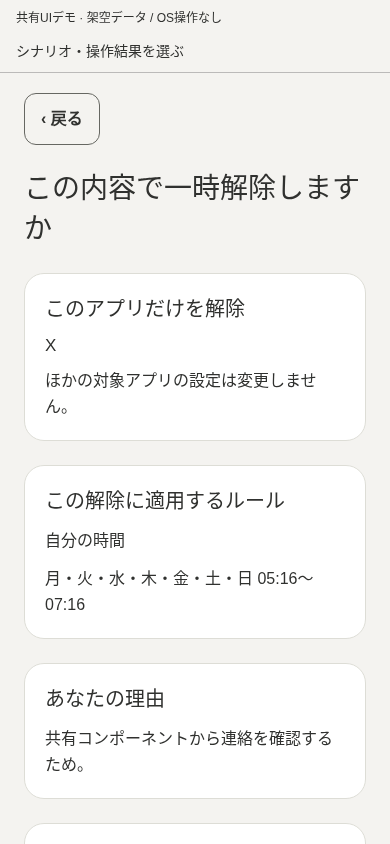 共有UIデモ · 架空データ / OS操作なし
シナリオ・操作結果を選ぶ
‹ 戻る
この内容で一時解除します
か
このアプリだけを解除
X
ほかの対象アプリの設定は変更しませ
ん。
この解除に適用するルール
自分の時間
月・火・水・木・金・土・日 05:16〜
07:16
あなたの理由
共有コンポーネントから連絡を確認する
ため。